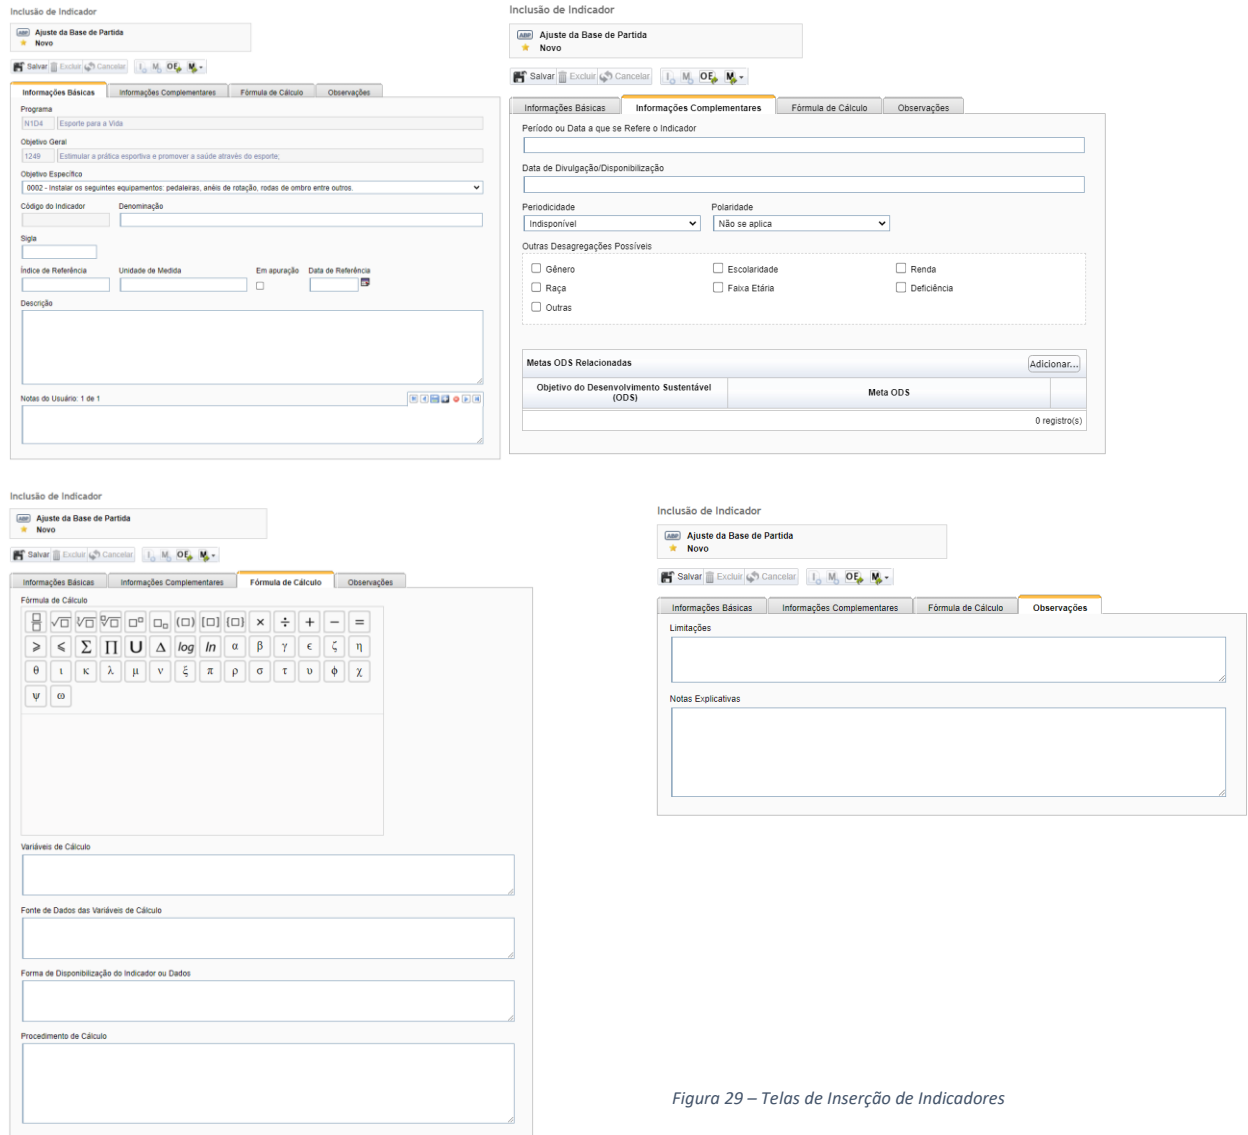 Inclusão de Indicador
ABP Ajuste da Base de Partida
Novo
Salvar Excluir Cancelar I M OE M
Informações Básicas Informações Complementares Fórmula de Cálculo Observações
Programa
N1D4 Esporte para a Vida
Objetivo Geral
1249 Estimular a prática esportiva e promover a saúde através do esporte;
Objetivo Específico
0002 - Instalar os seguintes equipamentos: pedaleiras, anéis de rotação, rodas de ombro entre outros.
Código do Indicador Denominação
Sigla
Índice de Referência Unidade de Medida Em apuração Data de Referência
Descrição
Notas do Usuário: 1 de 1
Inclusão de Indicador
ABP Ajuste da Base de Partida
Novo
Salvar Excluir Cancelar I M OE M
Informações Básicas Informações Complementares Fórmula de Cálculo Observações
Período ou Data a que se Refere o Indicador
Data de Divulgação/Disponibilização
Periodicidade Polaridade
Indisponível Não se aplica
Outras Desagregações Possíveis
Gênero Escolaridade Renda
Raça Faixa Etária Deficiência
Outras
Metas ODS Relacionadas Adicionar...
Objetivo do Desenvolvimento Sustentável
(ODS) Meta ODS
0 registro(s)
Inclusão de Indicador
ABP Ajuste da Base de Partida
Novo
Salvar Excluir Cancelar I M OE M
Informações Básicas Informações Complementares Fórmula de Cálculo Observações
Fórmula de Cálculo
(□) [□] {□} × ÷ + − =
⩾ ⩽ Σ Π U Δ log ln α β γ ϵ ζ η
θ ι κ λ μ ν ξ π ρ σ τ υ ϕ χ
ψ ω
Variáveis de Cálculo
Fonte de Dados das Variáveis de Cálculo
Forma de Disponibilização do Indicador ou Dados
Procedimento de Cálculo
Inclusão de Indicador
ABP Ajuste da Base de Partida
Novo
Salvar Excluir Cancelar I M OE M
Informações Básicas Informações Complementares Fórmula de Cálculo Observações
Limitações
Notas Explicativas
Figura 29 – Telas de Inserção de Indicadores